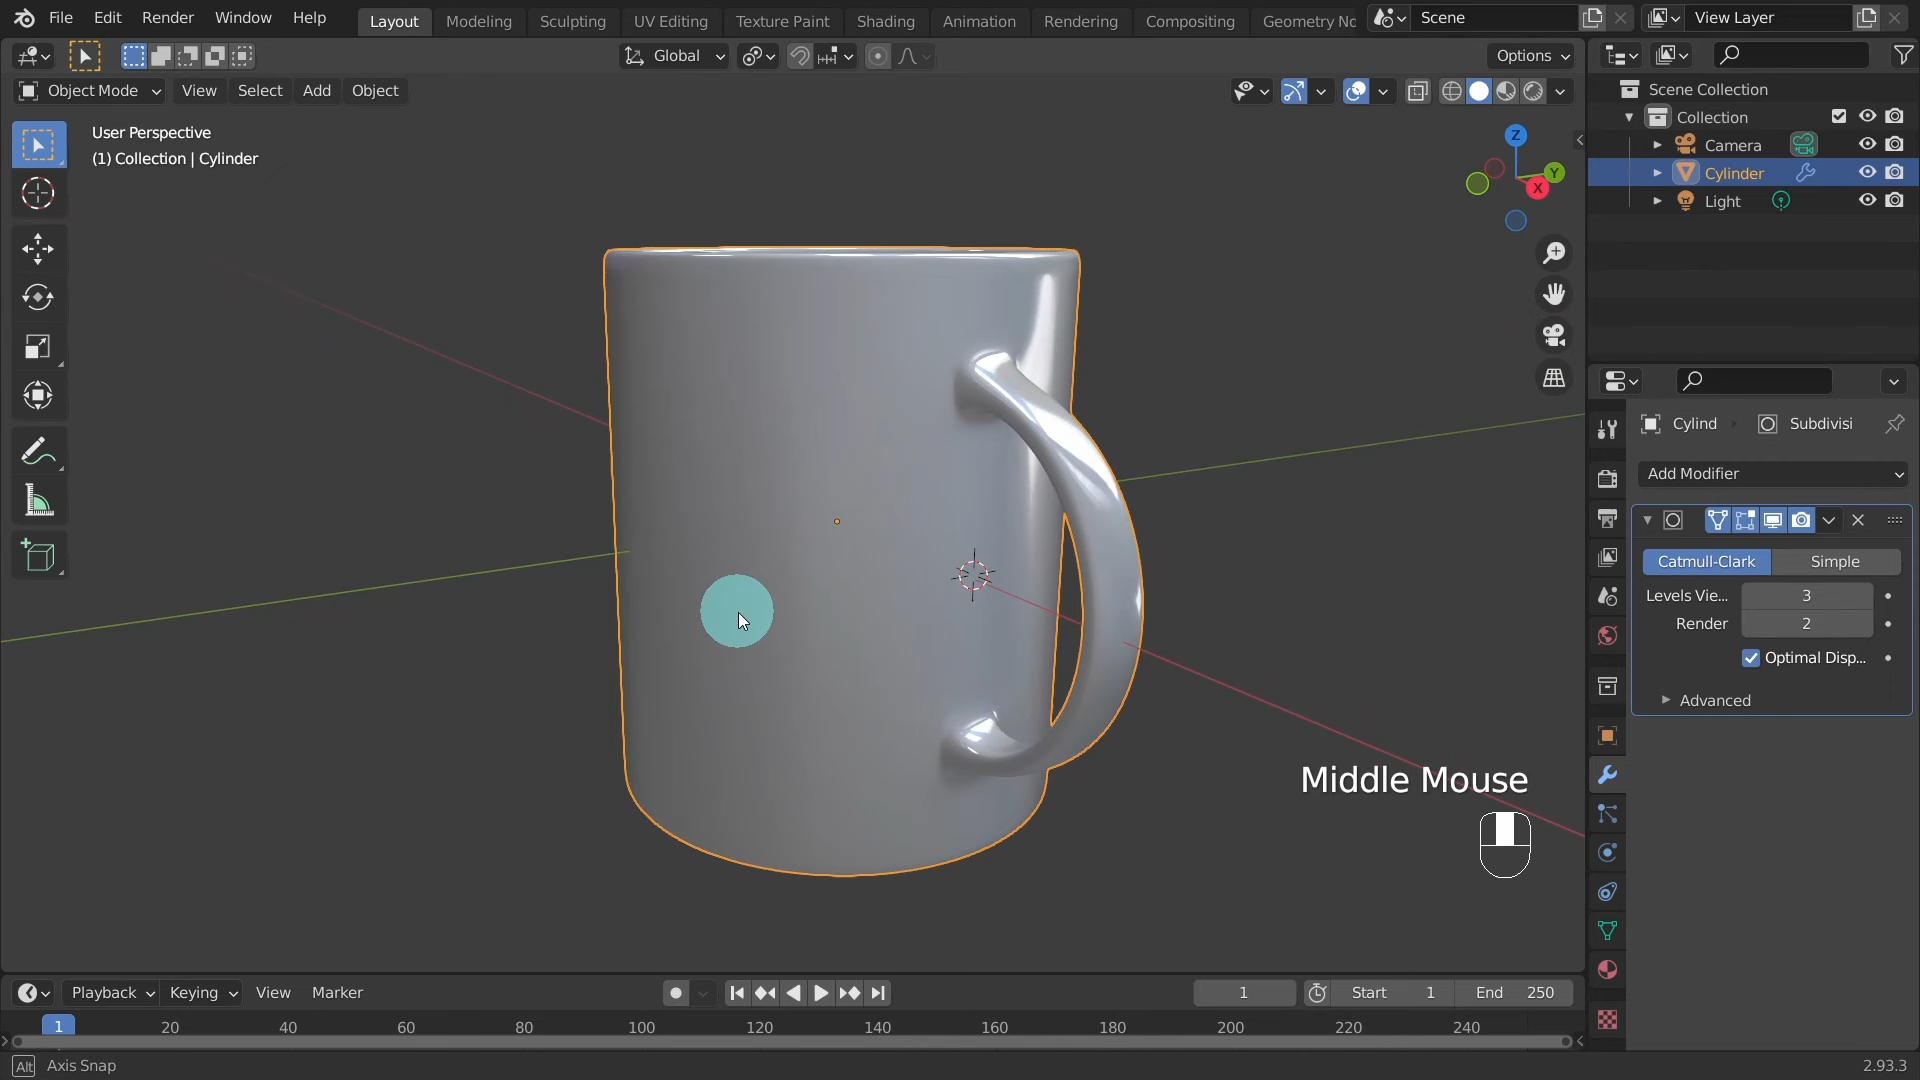 File Edit Render Window Help
Layout Modeling Sculpting UV Editing Texture Paint Shading Animation Rendering Compositing Geometry No
Scene
View Layer
Global
Options
Object Mode View Select Add Object
User Perspective
(1) Collection | Cylinder
Z
Y
X
Scene Collection
Collection
Camera
Cylinder
Light
Cylind
Subdivisi
Add Modifier
Catmull-Clark Simple
Levels Vie... 3
Render 2
Optimal Disp...
Advanced
Middle Mouse
Playback Keying View Marker
1
Start 1
End 250
1 20 40 60 80 100 120 140 160 180 200 220 240
Alt Axis Snap
2.93.3